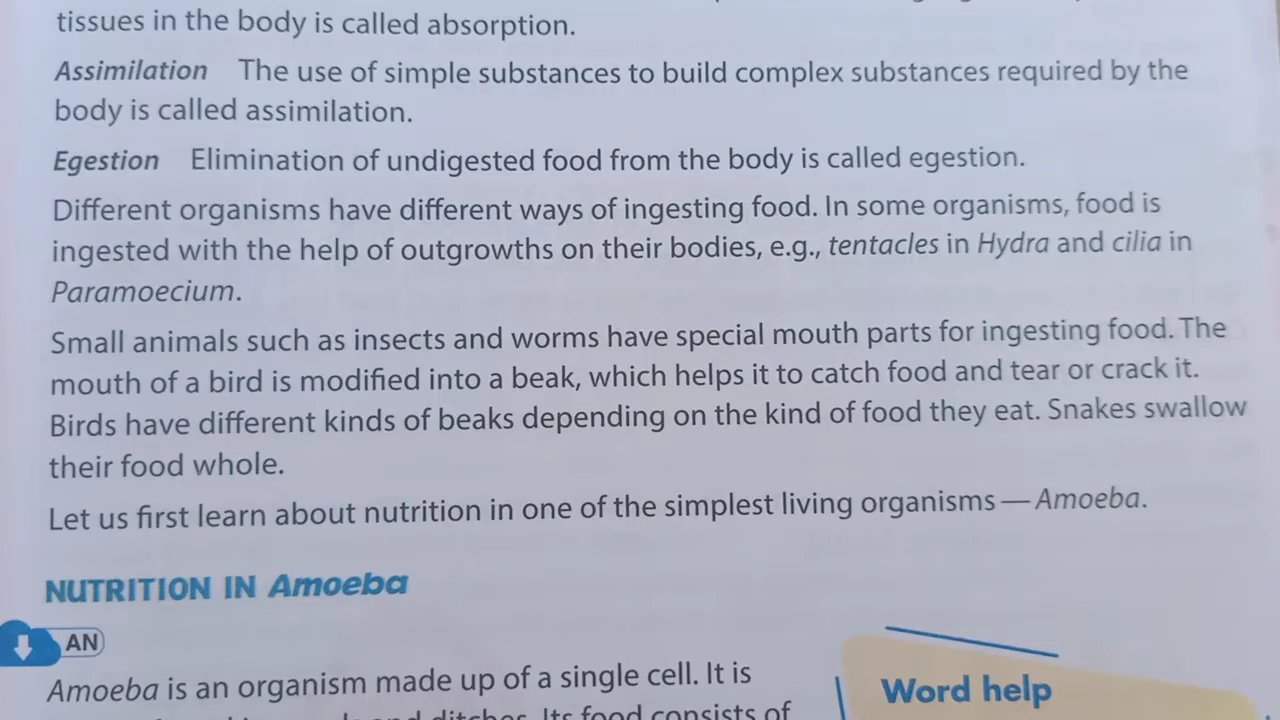 tissues in the body is called absorption.
Assimilation The use of simple substances to build complex substances required by the
body is called assimilation.
Egestion Elimination of undigested food from the body is called egestion.
Different organisms have different ways of ingesting food. In some organisms, food is
ingested with the help of outgrowths on their bodies, e.g., tentacles in Hydra and cilia in
Paramoecium.
Small animals such as insects and worms have special mouth parts for ingesting food. The
mouth of a bird is modified into a beak, which helps it to catch food and tear or crack it.
Birds have different kinds of beaks depending on the kind of food they eat. Snakes swallow
their food whole.
Let us first learn about nutrition in one of the simplest living organisms — Amoeba.
NUTRITION IN Amoeba
AN
Amoeba is an organism made up of a single cell. It is
ditches. Its food consists of
Word help